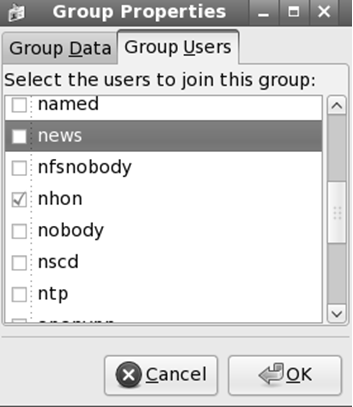 Group Properties
Group Data Group Users
Select the users to join this group:
named
news
nfsnobody
nhon
nobody
nscd
ntp
Cancel OK